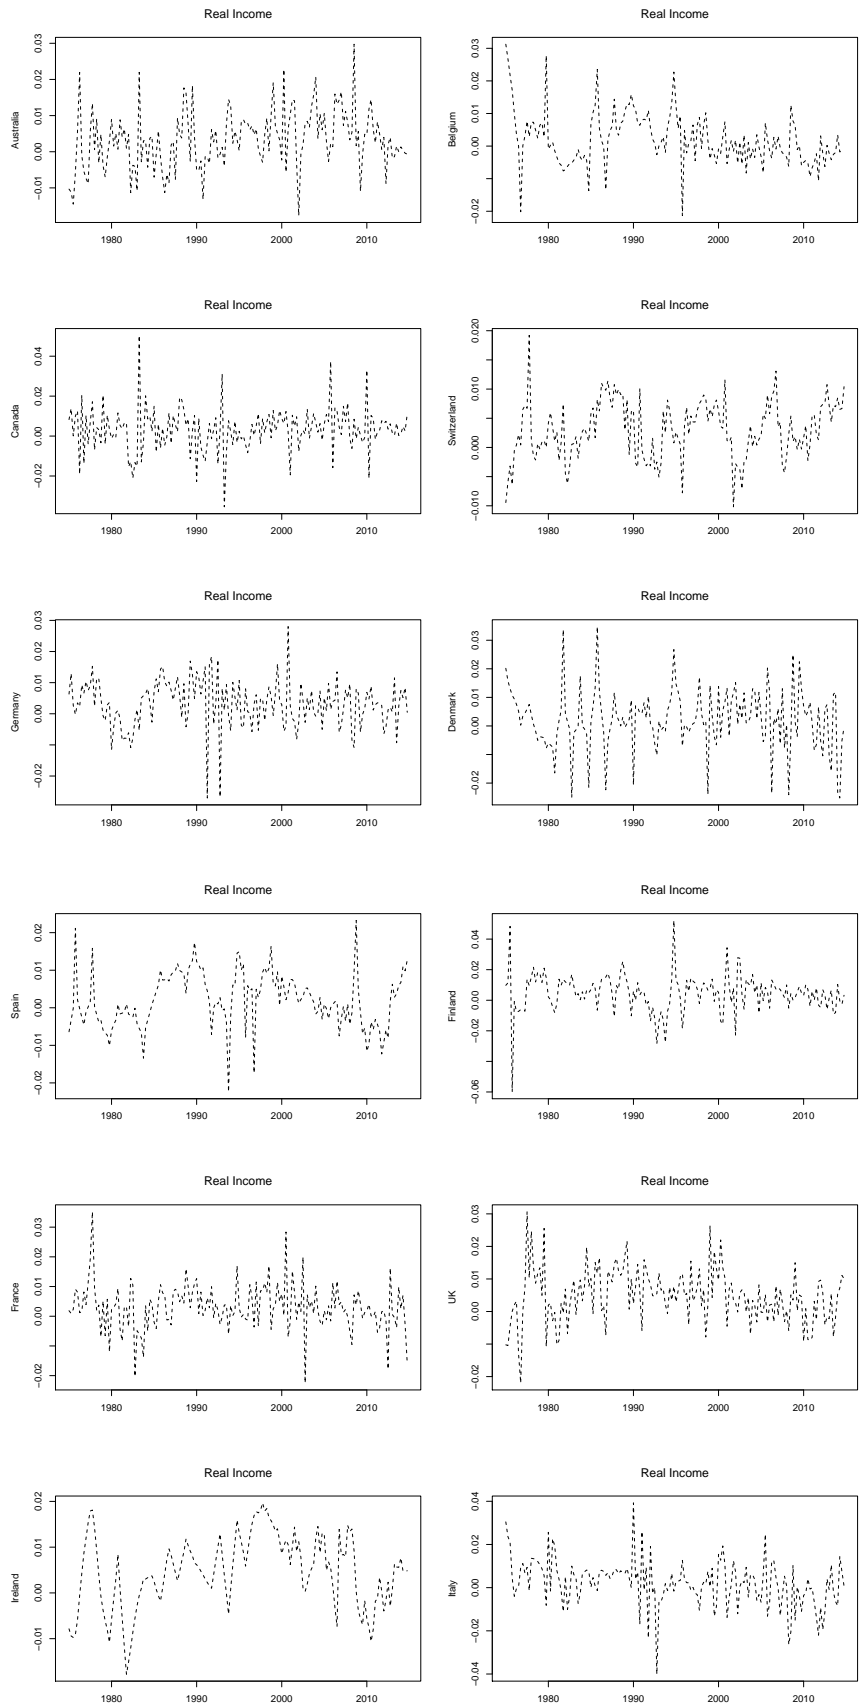 Real Income
Australia
−0.01 0.00 0.01 0.02 0.03
1980 1990 2000 2010
Real Income
Belgium
−0.02 0.00 0.01 0.02 0.03
1980 1990 2000 2010
Real Income
Canada
−0.02 0.00 0.02 0.04
1980 1990 2000 2010
Real Income
Switzerland
−0.010 0.000 0.010 0.020
1980 1990 2000 2010
Real Income
Germany
−0.02 0.00 0.01 0.02 0.03
1980 1990 2000 2010
Real Income
Denmark
−0.02 0.00 0.01 0.02 0.03
1980 1990 2000 2010
Real Income
Spain
−0.02 −0.01 0.00 0.01 0.02
1980 1990 2000 2010
Real Income
Finland
−0.06 −0.02 0.00 0.02 0.04
1980 1990 2000 2010
Real Income
France
−0.02 0.00 0.01 0.02 0.03
1980 1990 2000 2010
Real Income
UK
−0.02 0.00 0.01 0.02 0.03
1980 1990 2000 2010
Real Income
Ireland
−0.01 0.00 0.01 0.02
1980 1990 2000 2010
Real Income
Italy
−0.04 −0.02 0.00 0.02 0.04
1980 1990 2000 2010